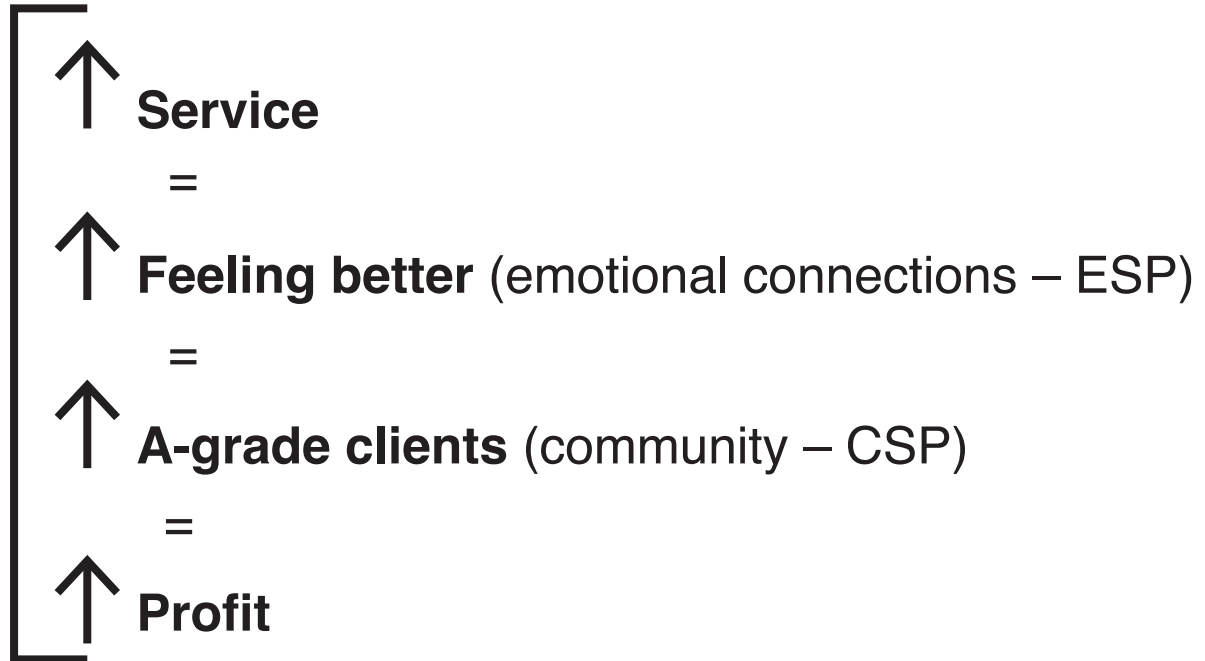 ↑ Service
=
↑ Feeling better (emotional connections – ESP)
=
↑ A-grade clients (community – CSP)
=
↑ Profit